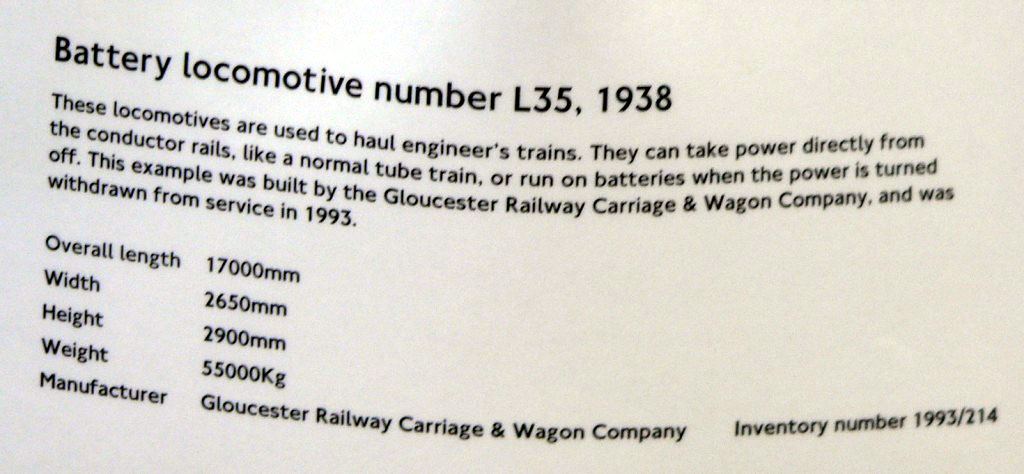 Battery locomotive number L35, 1938
These locomotives are used to haul engineer's trains. They can take power directly from
the conductor rails, like a normal tube train, or run on batteries when the power is turned
off. This example was built by the Gloucester Railway Carriage & Wagon Company, and was
withdrawn from service in 1993.
Overall length 17000mm
Width 2650mm
Height 2900mm
Weight 55000Kg
Manufacturer Gloucester Railway Carriage & Wagon Company Inventory number 1993/214